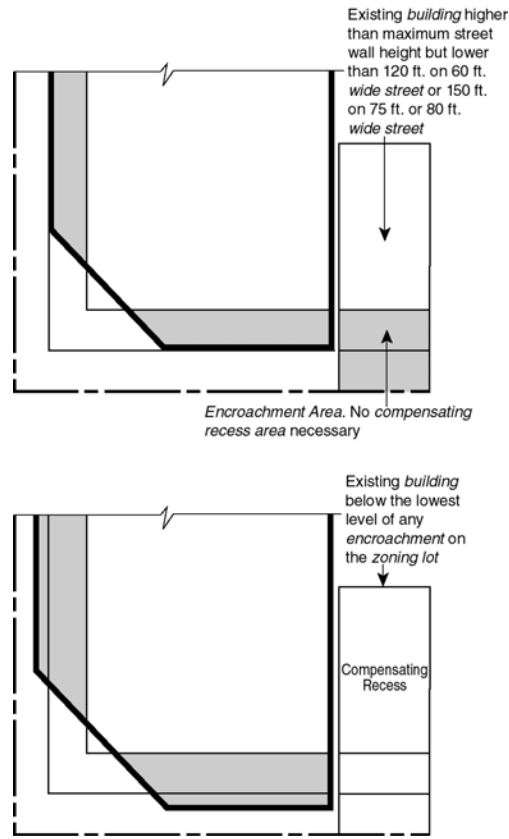 Existing building higher
than maximum street
wall height but lower
than 120 ft. on 60 ft.
wide street or 150 ft.
on 75 ft. or 80 ft.
wide street
Encroachment Area. No compensating
recess area necessary
Existing building
below the lowest
level of any
encroachment on
the zoning lot
Compensating
Recess